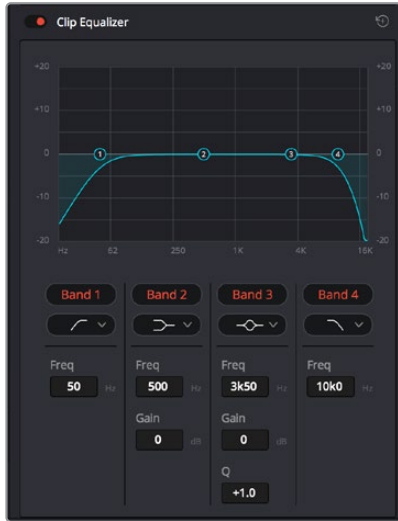 Clip Equalizer
+20 +20
+10 +10
0 1 2 3 4 0
-10 -10
-20 -20
Hz 62 250 1K 4K 16K
Band 1 Band 2 Band 3 Band 4
Freq Freq Freq Freq
50 Hz 500 Hz 3k50 Hz 10k0 Hz
Gain Gain
0 dB 0 dB
Q
+1.0